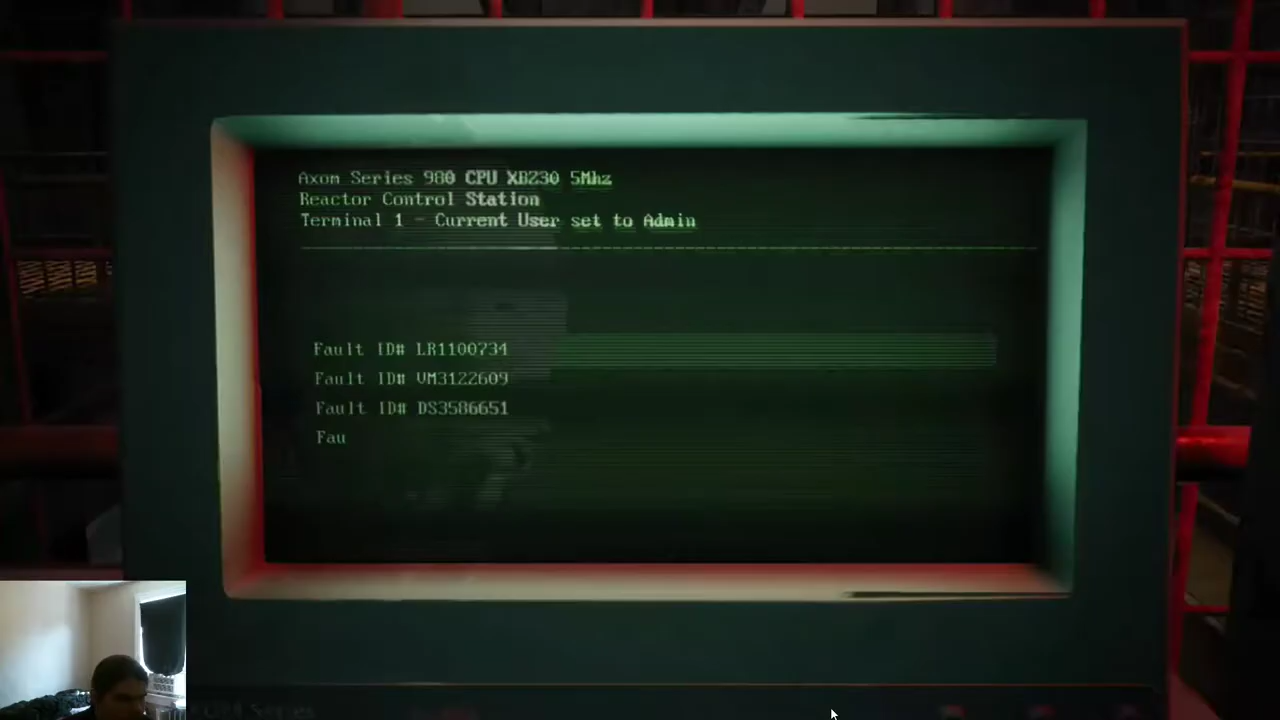 Axom Series 980 CPU XB230 5Mhz
Reactor Control Station
Terminal 1 - Current User set to Admin
Fault ID# LR1100734
Fault ID# VM3122609
Fault ID# DS3586651
Fau